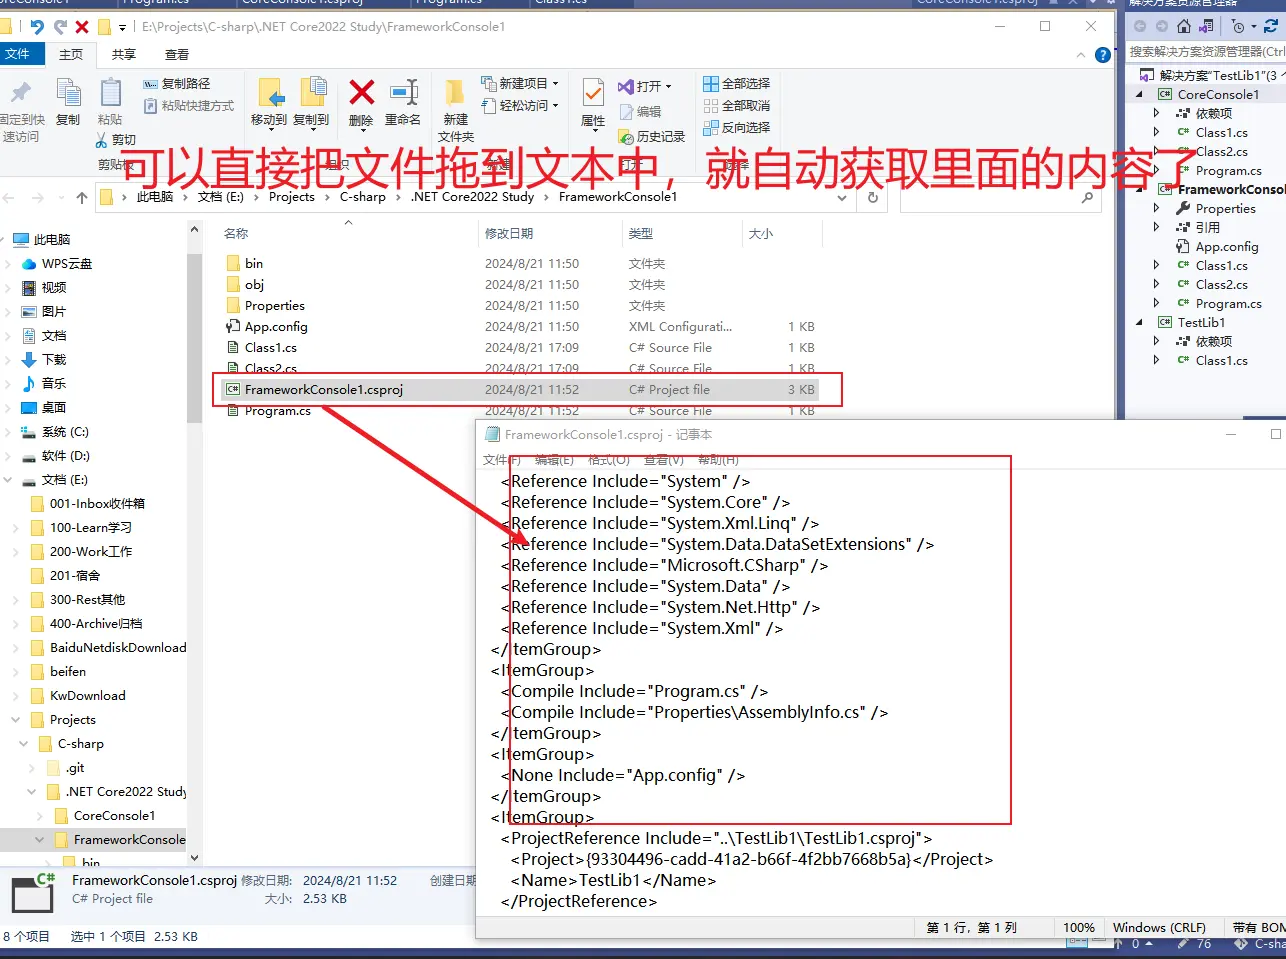 E:\Projects\C-sharp\.NET Core2022 Study\FrameworkConsole1
文件
主页
共享
查看
复制
粘贴
复制路径
粘贴快捷方式
剪切
移动到
复制到
删除
重命名
新建
文件夹
新建项目
轻松访问
属性
打开
编辑
历史记录
全部选择
全部取消
反向选择
可以直接把文件拖到文本中，就自动获取里面的内容了
此电脑 › 文档 (E:) › Projects › C-sharp › .NET Core2022 Study › FrameworkConsole1
此电脑
WPS云盘
视频
图片
文档
下载
音乐
桌面
系统 (C:)
软件 (D:)
文档 (E:)
001-Inbox收件箱
100-Learn学习
200-Work工作
201-宿舍
300-Rest其他
400-Archive归档
BaiduNetdiskDownload
beifen
KwDownload
Projects
C-sharp
.git
.NET Core2022 Study
CoreConsole1
FrameworkConsole
bin
名称 修改日期 类型 大小
bin 2024/8/21 11:50 文件夹
obj 2024/8/21 11:50 文件夹
Properties 2024/8/21 11:50 文件夹
App.config 2024/8/21 11:50 XML Configurati... 1 KB
Class1.cs 2024/8/21 17:09 C# Source File 1 KB
Class2.cs 2024/8/21 17:09 C# Source File 1 KB
FrameworkConsole1.csproj 2024/8/21 11:52 C# Project file 3 KB
Program.cs 2024/8/21 11:52 C# Source File 1 KB
FrameworkConsole1.csproj - 记事本
文件(F) 编辑(E) 格式(O) 查看(V) 帮助(H)
<Reference Include="System" />
<Reference Include="System.Core" />
<Reference Include="System.Xml.Linq" />
<Reference Include="System.Data.DataSetExtensions" />
<Reference Include="Microsoft.CSharp" />
<Reference Include="System.Data" />
<Reference Include="System.Net.Http" />
<Reference Include="System.Xml" />
</ItemGroup>
<ItemGroup>
<Compile Include="Program.cs" />
<Compile Include="Properties\AssemblyInfo.cs" />
</ItemGroup>
<ItemGroup>
<None Include="App.config" />
</ItemGroup>
<ItemGroup>
<ProjectReference Include="..\TestLib1\TestLib1.csproj">
<Project>{93304496-cadd-41a2-b66f-4f2bb7668b5a}</Project>
<Name>TestLib1</Name>
</ProjectReference>
第 1 行，第 1 列 100% Windows (CRLF) 带有 BOM
FrameworkConsole1.csproj 修改日期: 2024/8/21 11:52 创建日期
C# Project file 大小: 2.53 KB
8 个项目 选中 1 个项目 2.53 KB
解决方案资源管理器
搜索解决方案资源管理器(Ctrl
解决方案"TestLib1"(3 个
CoreConsole1
依赖项
Class1.cs
Class2.cs
Program.cs
FrameworkConso
Properties
引用
App.config
Class1.cs
Class2.cs
Program.cs
TestLib1
依赖项
Class1.cs
0
76
C-sha